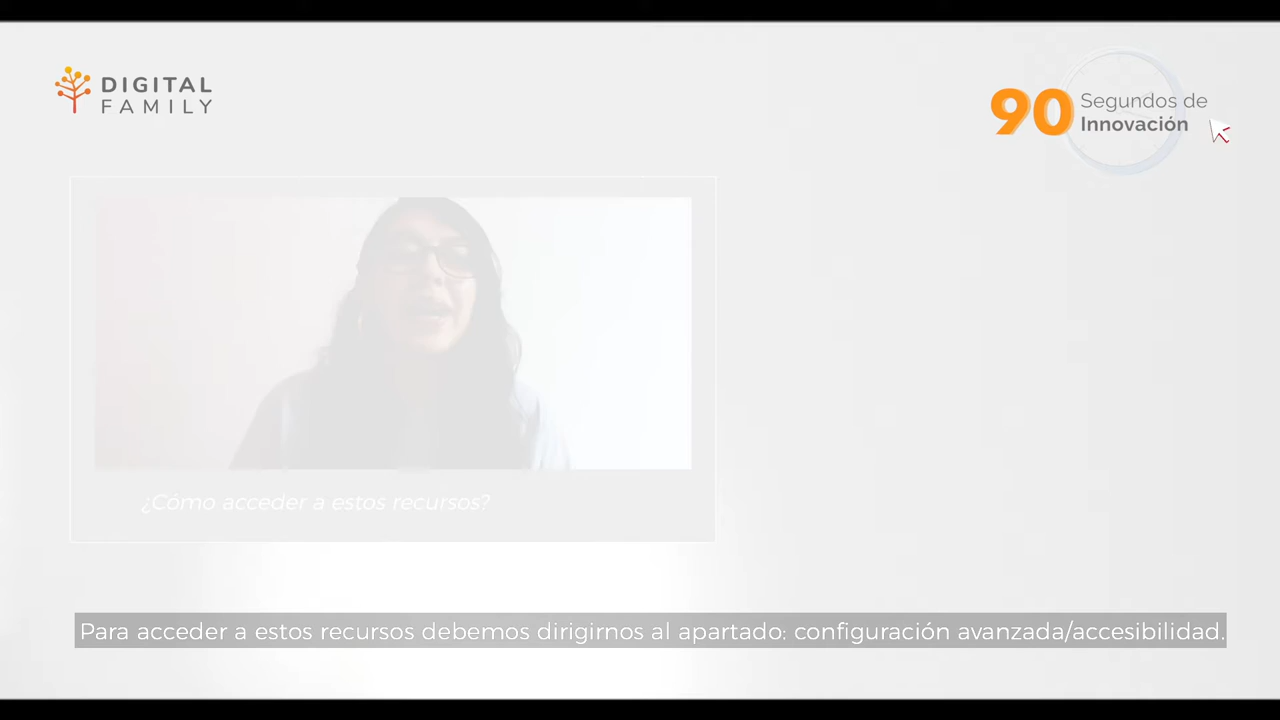 DIGITAL
FAMILY
90 Segundos de
Innovación
¿Cómo acceder a estos recursos?
Para acceder a estos recursos debemos dirigirnos al apartado: configuración avanzada/accesibilidad.